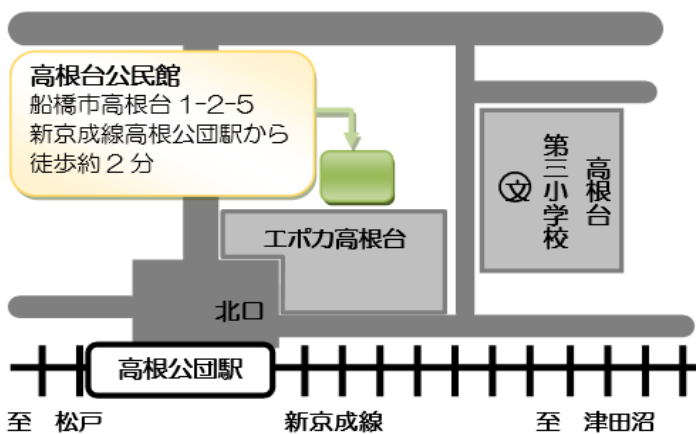 高根台公民館
船橋市高根台 1-2-5
新京成線高根公団駅から
徒歩約 2 分
高根台
第三小学校
文
エポカ高根台
北口
高根公団駅
至 松戸
新京成線
至 津田沼